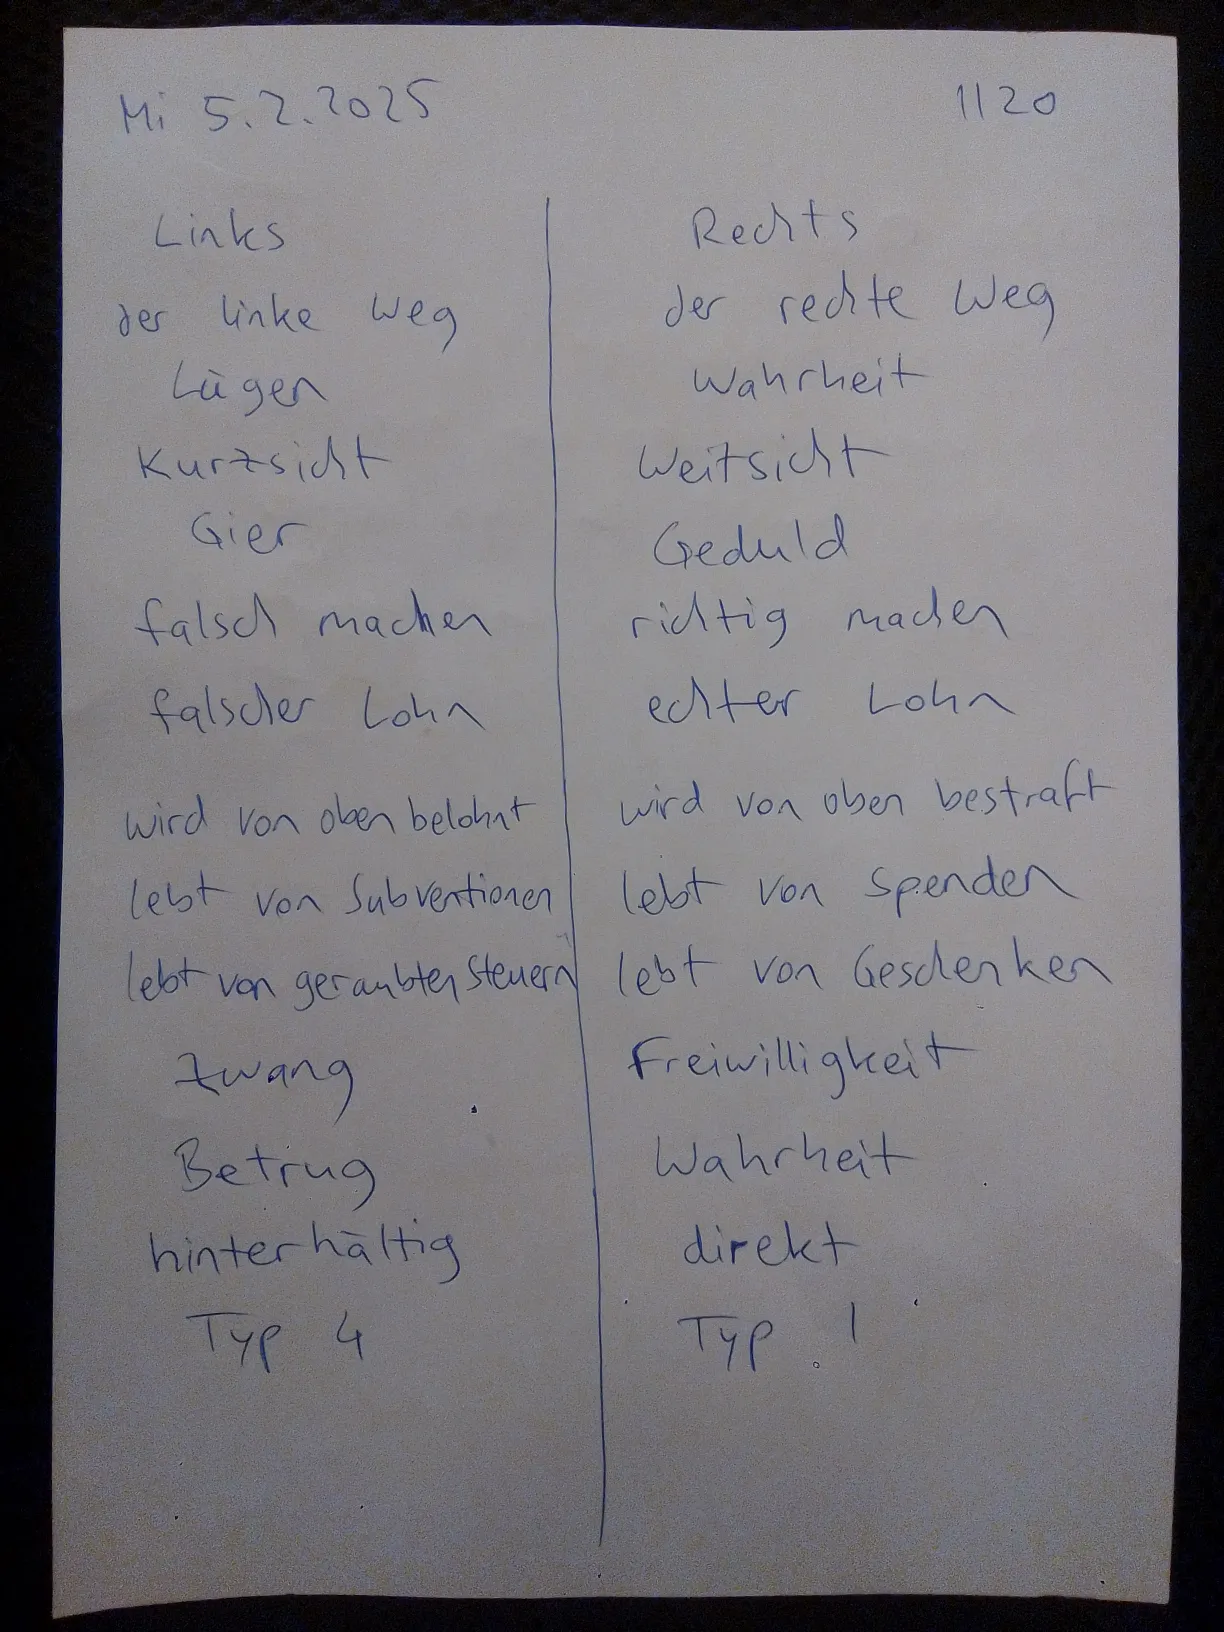 Mi 5.2.2025 1120
Links Rechts
der linke Weg der rechte Weg
Lügen Wahrheit
Kurzsicht Weitsicht
Gier Geduld
falsch machen richtig machen
falscher Lohn echter Lohn
wird von oben belohnt wird von oben bestraft
lebt von Subventionen lebt von Spenden
lebt von geraubten Steuern lebt von Geschenken
Zwang Freiwilligkeit
Betrug Wahrheit
hinterhältig direkt
Typ 4 Typ 1